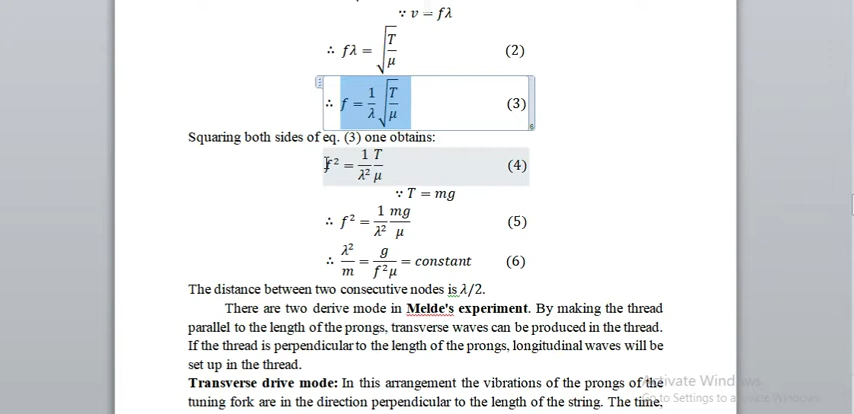 ∵ v = fλ
∴ fλ = √(T/μ) (2)
∴ f = 1/λ √(T/μ) (3)
Squaring both sides of eq. (3) one obtains:
f² = 1/λ² T/μ (4)
∵ T = mg
∴ f² = 1/λ² mg/μ (5)
∴ λ²/m = g/f²μ = constant (6)
The distance between two consecutive nodes is λ/2.
There are two derive mode in Melde's experiment. By making the thread
parallel to the length of the prongs, transverse waves can be produced in the thread.
If the thread is perpendicular to the length of the prongs, longitudinal waves will be
set up in the thread.
Transverse drive mode: In this arrangement the vibrations of the prongs of the
tuning fork are in the direction perpendicular to the length of the string. The time,
Activate Windows
Go to Settings to activate Windows.